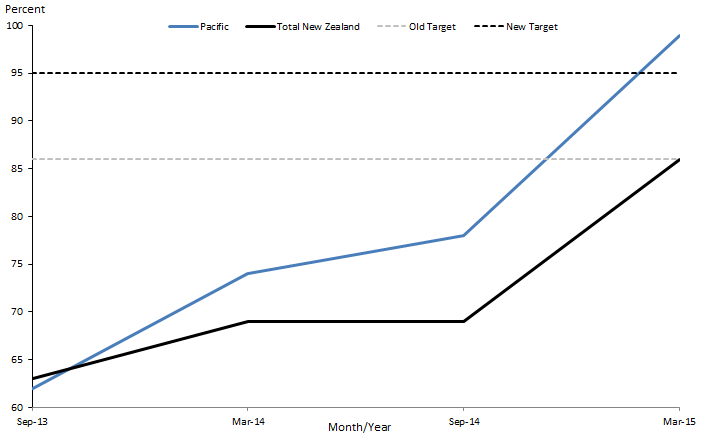 Percent
100
Pacific Total New Zealand Old Target New Target
95
90
85
80
75
70
65
60
Sep-13 Mar-14 Sep-14 Mar-15
Month/Year